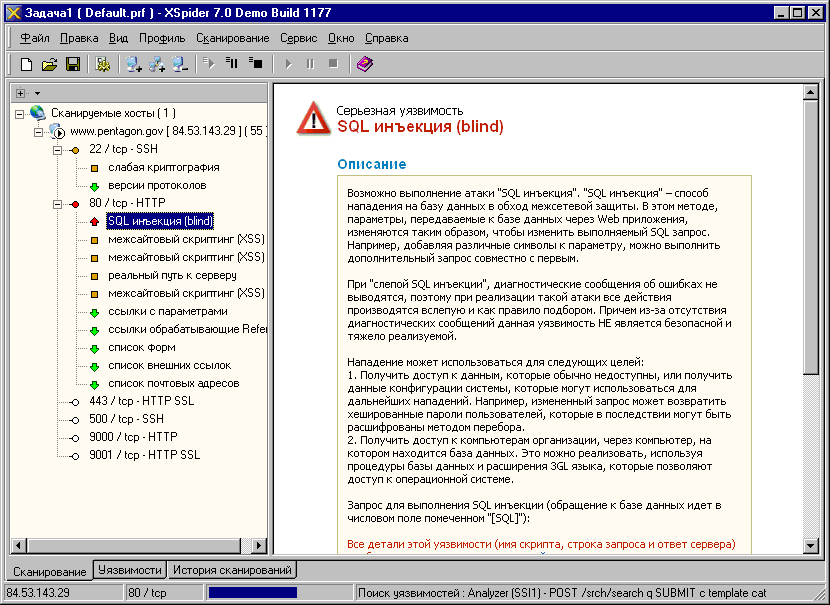 Задача1 ( Default.prf ) - XSpider 7.0 Demo Build 1177
Файл Правка Вид Профиль Сканирование Сервис Окно Справка
Сканируемые хосты ( 1 )
www.pentagon.gov [ 84.53.143.29 ] ( 55 )
22 / tcp - SSH
слабая криптография
версии протоколов
80 / tcp - HTTP
SQL инъекция (blind)
межсайтовый скриптинг (XSS)
межсайтовый скриптинг (XSS)
реальный путь к серверу
межсайтовый скриптинг (XSS)
ссылки с параметрами
ссылки обрабатывающие Refe
список форм
список внешних ссылок
список почтовых адресов
443 / tcp - HTTP SSL
500 / tcp - SSH
9000 / tcp - HTTP
9001 / tcp - HTTP SSL
Серьезная уязвимость
SQL инъекция (blind)
Описание
Возможно выполнение атаки "SQL инъекция". "SQL инъекция" – способ
нападения на базу данных в обход межсетевой защиты. В этом методе,
параметры, передаваемые к базе данных через Web приложения,
изменяются таким образом, чтобы изменить выполняемый SQL запрос.
Например, добавляя различные символы к параметру, можно выполнить
дополнительный запрос совместно с первым.
При "слепой SQL инъекции", диагностические сообщения об ошибках не
выводятся, поэтому при реализации такой атаки все действия
производятся вслепую и как правило подбором. Причем из-за отсутствия
диагностических сообщений данная уязвимость НЕ является безопасной и
тяжело реализуемой.
Нападение может использоваться для следующих целей:
1. Получить доступ к данным, которые обычно недоступны, или получить
данные конфигурации системы, которые могут использоваться для
дальнейших нападений. Например, измененный запрос может возвратить
хешированные пароли пользователей, которые в последствии могут быть
расшифрованы методом перебора.
2. Получить доступ к компьютерам организации, через компьютер, на
котором находится база данных. Это можно реализовать, используя
процедуры базы данных и расширения 3GL языка, которые позволяют
доступ к операционной системе.
Запрос для выполнения SQL инъекции (обращение к базе данных идет в
числовом поле помеченном "[SQL]"):
Все детали этой уязвимости (имя скрипта, строка запроса и ответ сервера)
Сканирование Уязвимости История сканирований
84.53.143.29 80 / tcp Поиск уязвимостей : Analyzer (SSI1) - POST /srch/search q SUBMIT c template cat